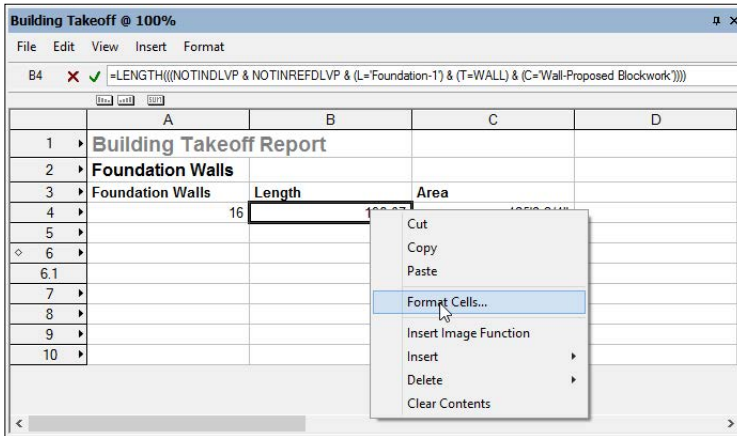 Building Takeoff @ 100%
File Edit View Insert Format
B4 =LENGTH(((NOTINDLVP & NOTINREFDLVP & (L='Foundation-1') & (T=WALL) & (C='Wall-Proposed Blockwork'))))
SUM
A B C D
1 Building Takeoff Report
2 Foundation Walls
3 Foundation Walls Length Area
4 16
5
6
6.1
7
8
9
10
Cut
Copy
Paste
Format Cells...
Insert Image Function
Insert
Delete
Clear Contents